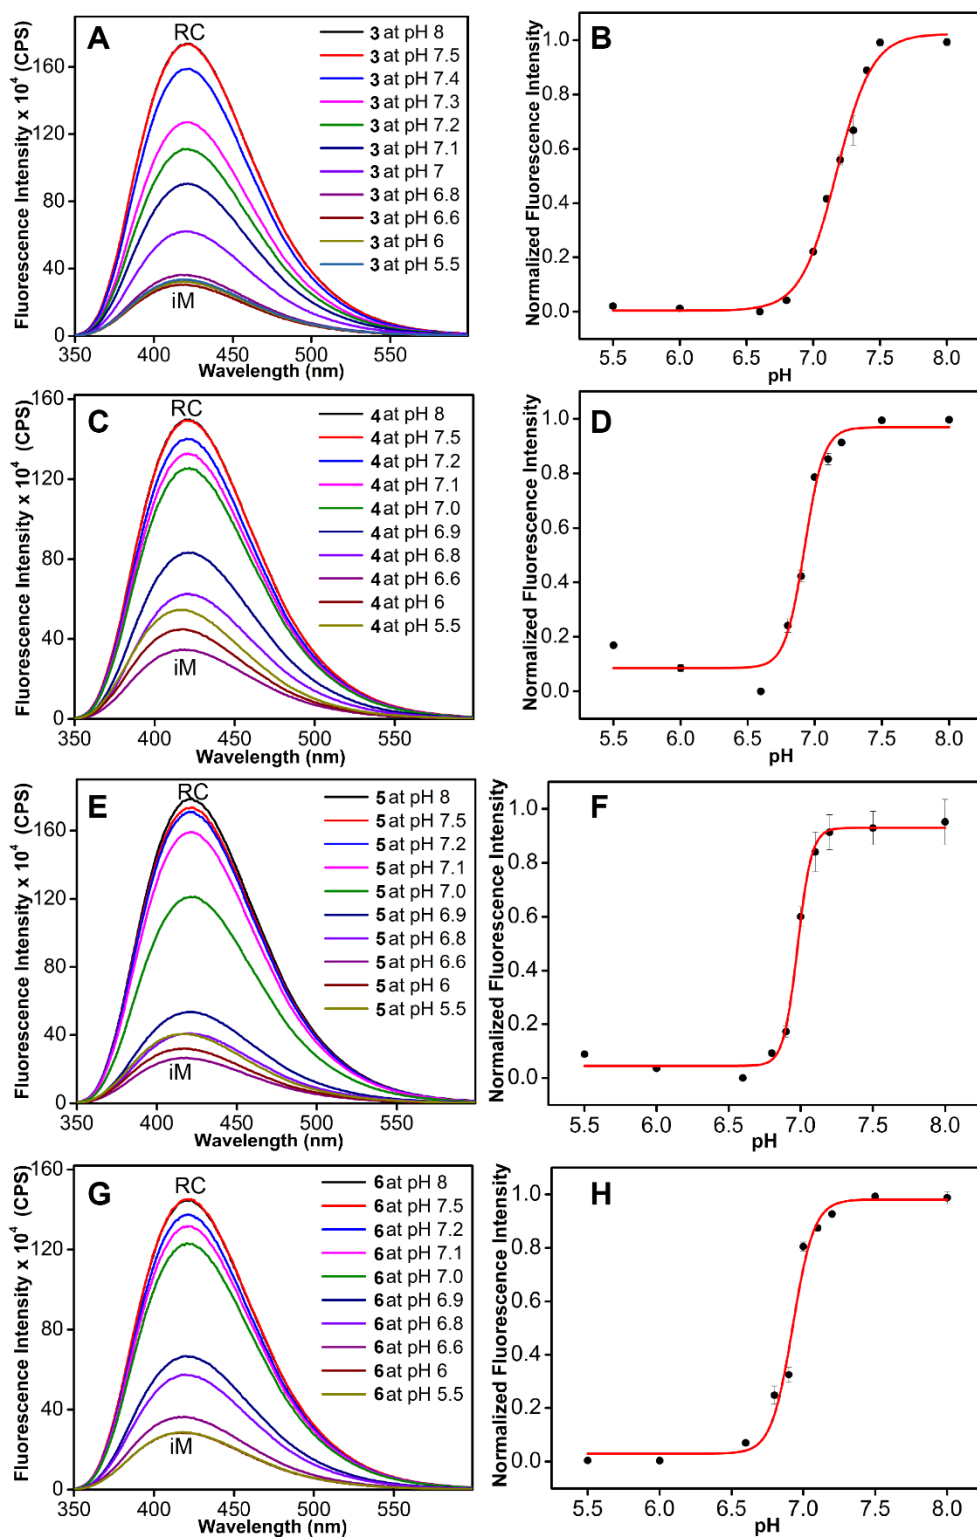 A
RC
3 at pH 8
3 at pH 7.5
3 at pH 7.4
3 at pH 7.3
3 at pH 7.2
3 at pH 7.1
3 at pH 7
3 at pH 6.8
3 at pH 6.6
3 at pH 6
3 at pH 5.5
iM
Fluorescence Intensity x 10⁴ (CPS)
160
120
80
40
0
350 400 450 500 550
Wavelength (nm)
B
Normalized Fluorescence Intensity
1.0
0.8
0.6
0.4
0.2
0.0
5.5 6.0 6.5 7.0 7.5 8.0
pH
C
RC
4 at pH 8
4 at pH 7.5
4 at pH 7.2
4 at pH 7.1
4 at pH 7.0
4 at pH 6.9
4 at pH 6.8
4 at pH 6.6
4 at pH 6
4 at pH 5.5
iM
Fluorescence Intensity x 10⁴ (CPS)
160
120
80
40
0
350 400 450 500 550
Wavelength (nm)
D
Normalized Fluorescence Intensity
1.0
0.8
0.6
0.4
0.2
0.0
5.5 6.0 6.5 7.0 7.5 8.0
pH
E
RC
5 at pH 8
5 at pH 7.5
5 at pH 7.2
5 at pH 7.1
5 at pH 7.0
5 at pH 6.9
5 at pH 6.8
5 at pH 6.6
5 at pH 6
5 at pH 5.5
iM
Fluorescence Intensity x 10⁴ (CPS)
160
120
80
40
0
350 400 450 500 550
Wavelength (nm)
F
Normalized Fluorescence Intensity
1.0
0.8
0.6
0.4
0.2
0.0
5.5 6.0 6.5 7.0 7.5 8.0
pH
G
RC
6 at pH 8
6 at pH 7.5
6 at pH 7.2
6 at pH 7.1
6 at pH 7.0
6 at pH 6.9
6 at pH 6.8
6 at pH 6.6
6 at pH 6
6 at pH 5.5
iM
Fluorescence Intensity x 10⁴ (CPS)
160
120
80
40
0
350 400 450 500 550
Wavelength (nm)
H
Normalized Fluorescence Intensity
1.0
0.8
0.6
0.4
0.2
0.0
5.5 6.0 6.5 7.0 7.5 8.0
pH